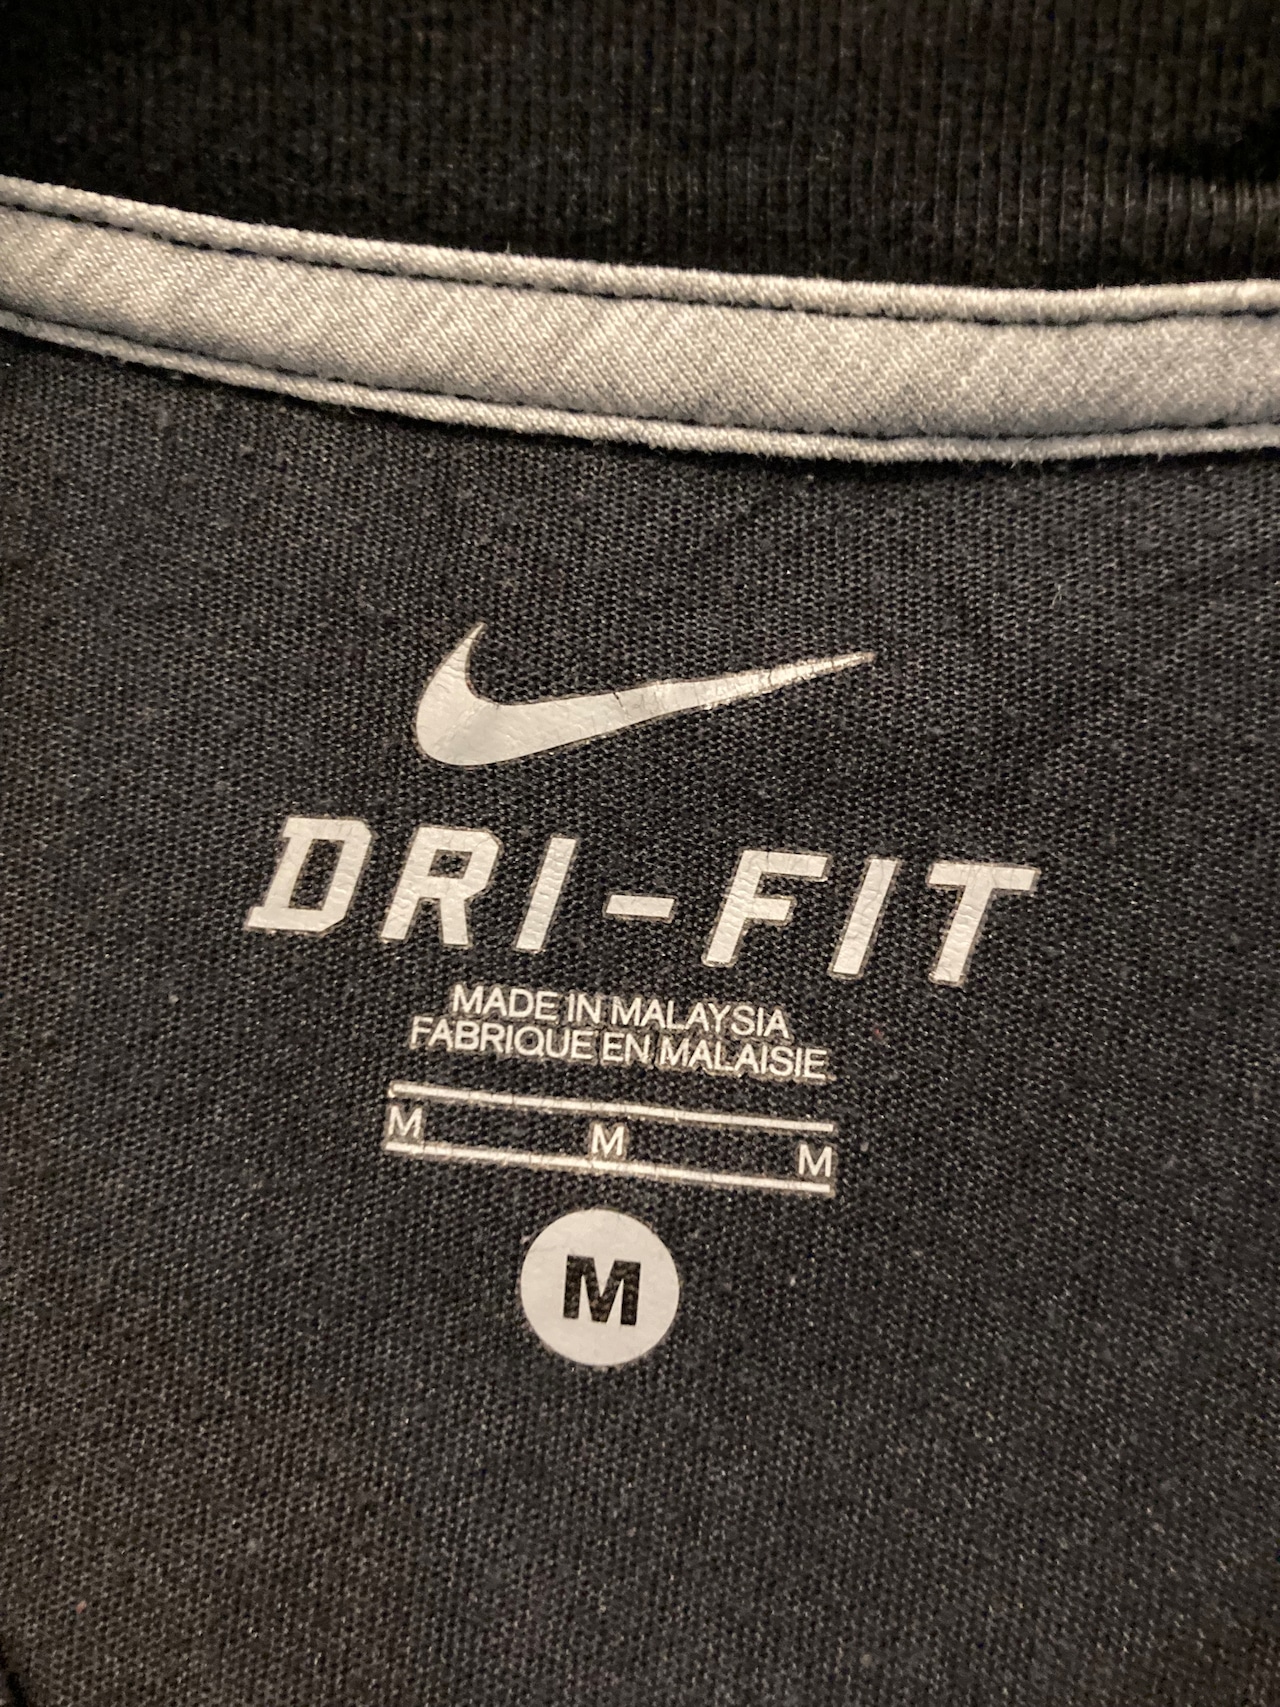 DRI-FIT
MADE IN MALAYSIA
FABRIQUE EN MALAISIE
M M M
M